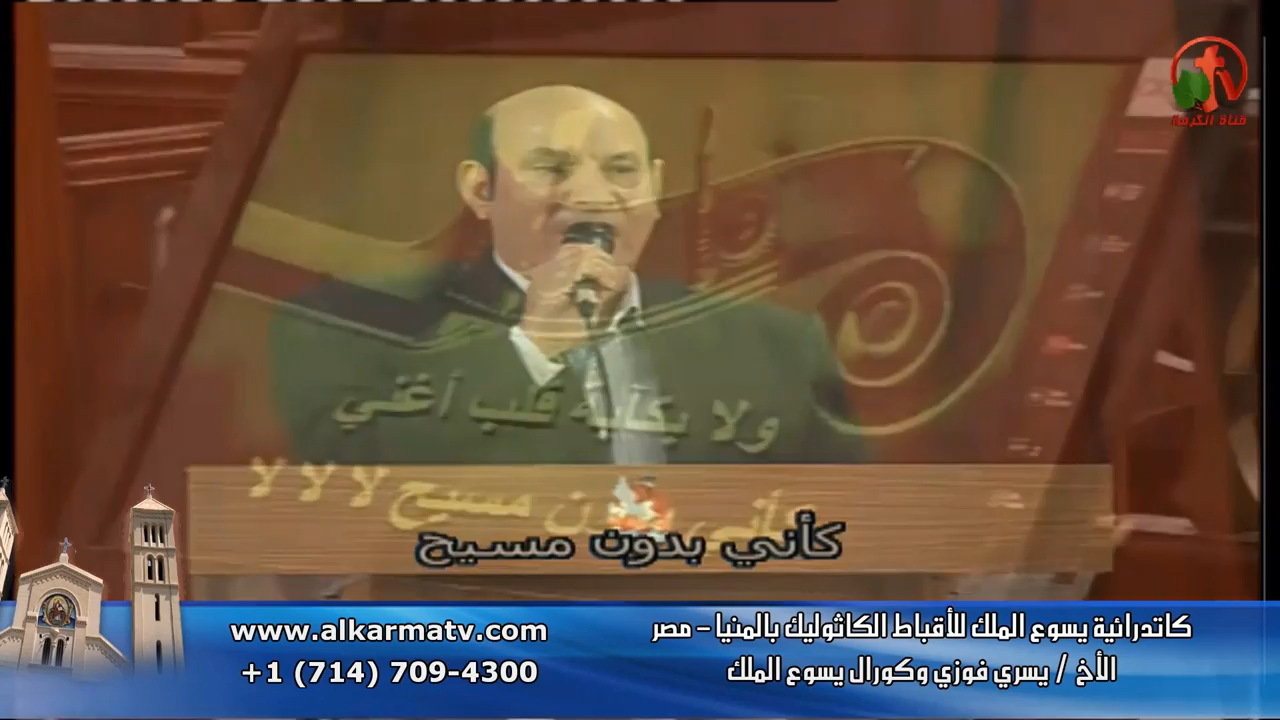 قناة الكرمة
ولا بكآبة قلب أغني
كأني بدون مسيح لا لا لا
كأني بدون مسيح
كاتدرائية يسوع الملك للأقباط الكاثوليك بالمنيا – مصر
www.alkarmatv.com
الأخ / يسري فوزي وكورال يسوع الملك
+1 (714) 709-4300